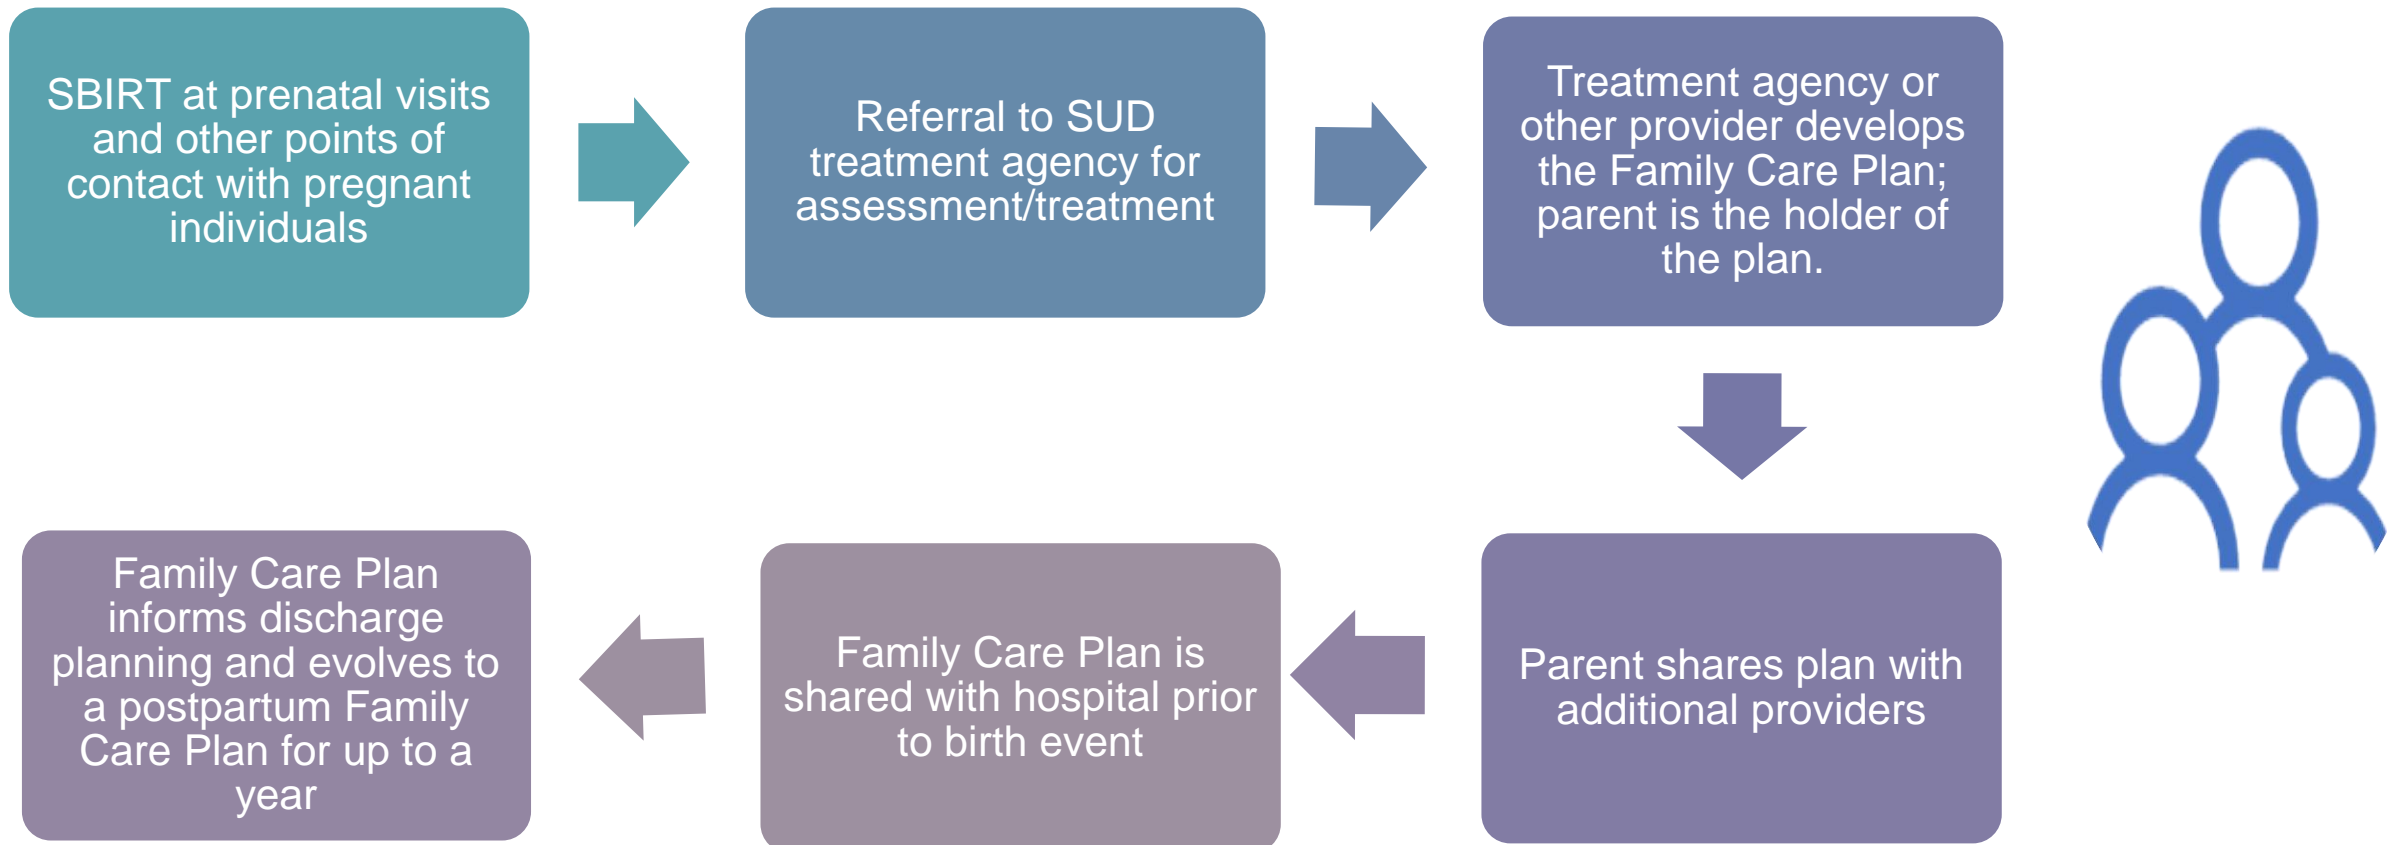 SBIRT at prenatal visits
and other points of
contact with pregnant
individuals
Referral to SUD
treatment agency for
assessment/treatment
Treatment agency or
other provider develops
the Family Care Plan;
parent is the holder of
the plan.
Parent shares plan with
additional providers
Family Care Plan is
shared with hospital prior
to birth event
Family Care Plan
informs discharge
planning and evolves to
a postpartum Family
Care Plan for up to a
year